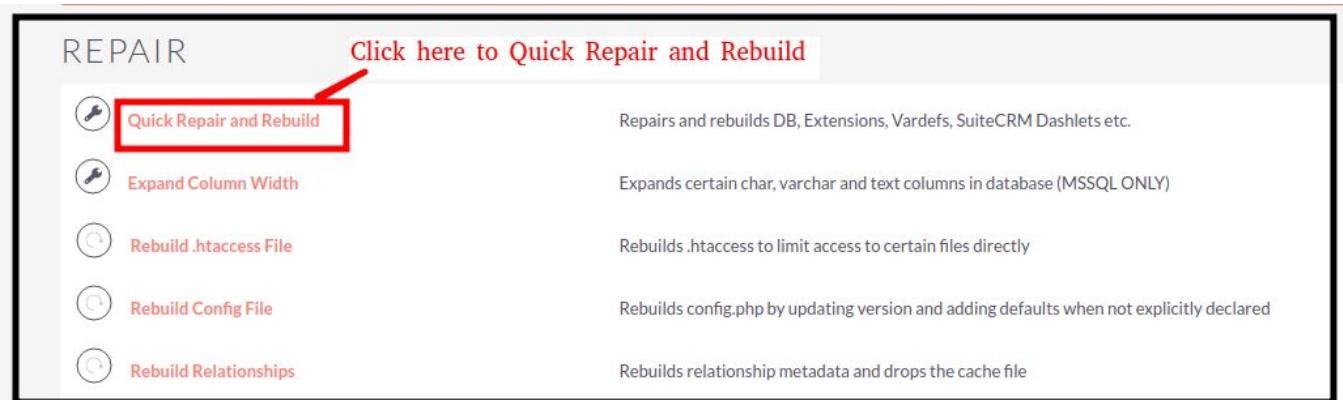 REPAIR
Click here to Quick Repair and Rebuild
Quick Repair and Rebuild
Repairs and rebuilds DB, Extensions, Vardefs, SuiteCRM Dashlets etc.
Expand Column Width
Expands certain char, varchar and text columns in database (MSSQL ONLY)
Rebuild .htaccess File
Rebuilds .htaccess to limit access to certain files directly
Rebuild Config File
Rebuilds config.php by updating version and adding defaults when not explicitly declared
Rebuild Relationships
Rebuilds relationship metadata and drops the cache file